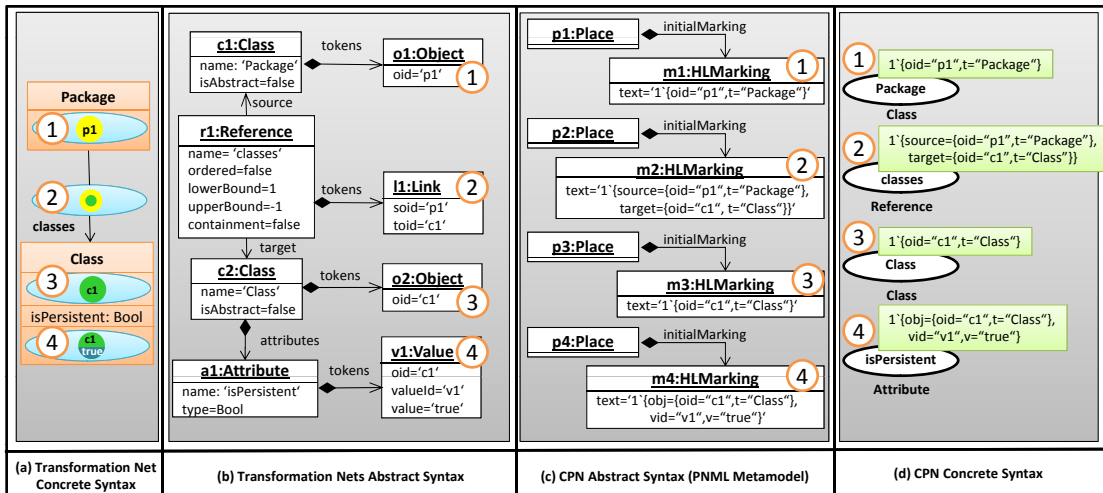 Package
1
p1
2
classes
Class
3
c1
isPersistent: Bool
4
c1
true
(a) Transformation Net
Concrete Syntax
c1:Class
name: ‘Package‘
isAbstract=false
tokens
o1:Object
oid=‘p1‘
1
source
r1:Reference
name= ‘classes‘
ordered=false
lowerBound=1
upperBound=-1
containment=false
tokens
l1:Link
2
soid=‘p1‘
toid=‘c1‘
target
c2:Class
name=‘Class‘
isAbstract=false
tokens
o2:Object
oid=‘c1‘
3
attributes
a1:Attribute
name: ‘isPersistent‘
type=Bool
tokens
v1:Value
4
oid=‘c1‘
valueId=‘v1‘
value=‘true‘
(b) Transformation Nets Abstract Syntax
p1:Place
initialMarking
m1:HLMarking
1
text=‘1`{oid=“p1“,t=“Package“}‘
p2:Place
initialMarking
m2:HLMarking
2
text=‘1`{source={oid=“p1“,t=“Package“},
target={oid=“c1“, t=“Class“}}‘
p3:Place
initialMarking
m3:HLMarking
3
text=‘1`{oid=“c1“,t=“Class“}‘
p4:Place
initialMarking
m4:HLMarking
4
text=‘1`{obj={oid=“c1“,t=“Class“},
vid=“v1“,v=“true“}‘
(c) CPN Abstract Syntax (PNML Metamodel)
1
1`{oid=“p1“,t=“Package“}
Package
Class
2
1`{source={oid=“p1“,t=“Package”},
target={oid=“c1“,t=“Class“}}
classes
Reference
3
1`{oid=“c1“,t=“Class“}
Class
Class
4
1`{obj={oid=“c1“,t=“Class“},
vid=“v1“,v=“true“}
isPersistent
Attribute
(d) CPN Concrete Syntax